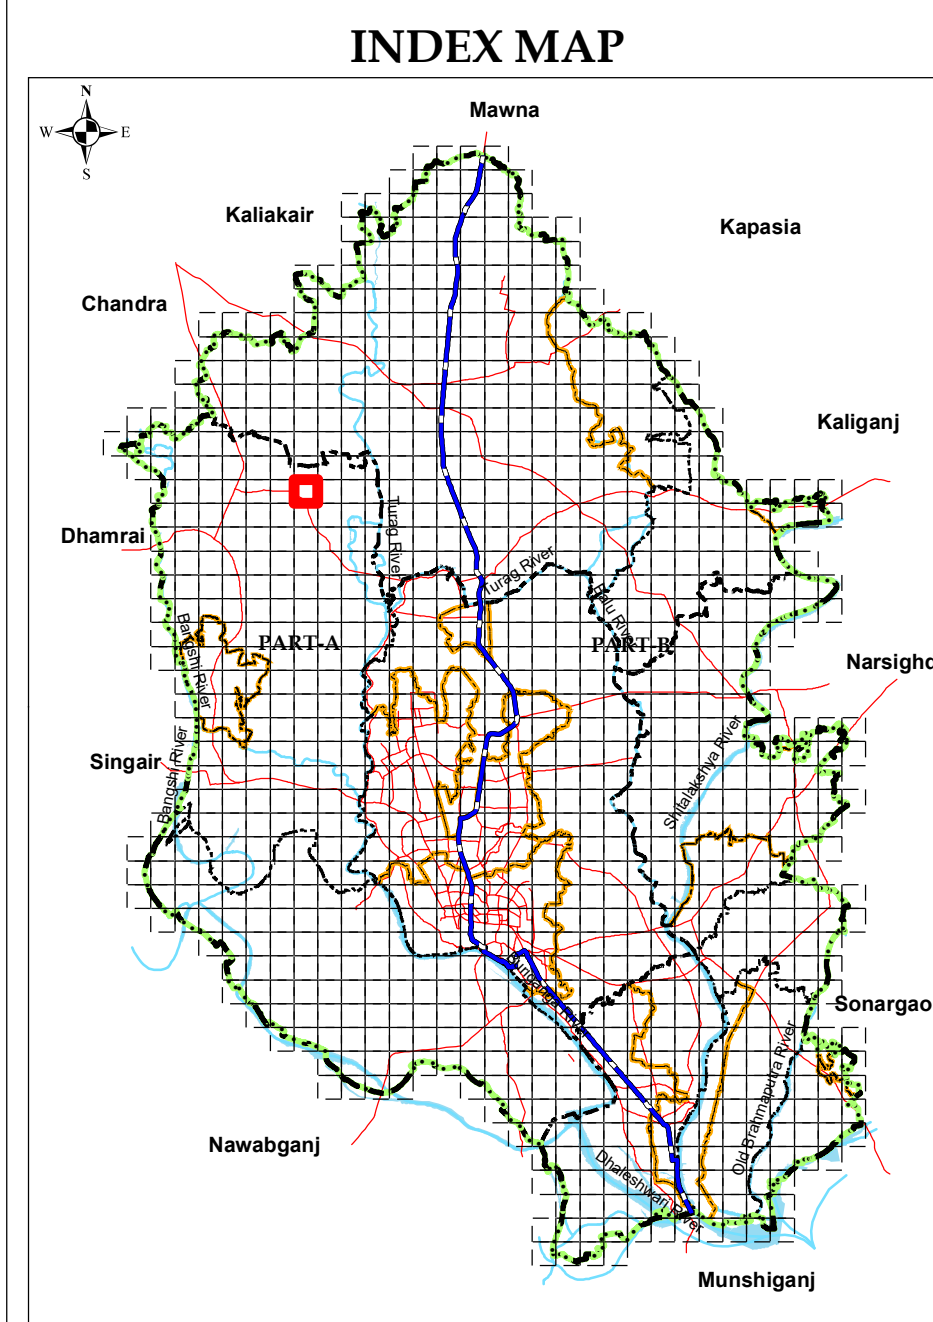 INDEX MAP
N
W E
S
Mawna
Kaliakair
Kapasia
Chandra
Kaliganj
Dhamrai
Turag River
Turag River
Balu River
Bangshi River
PART-A
PART-B
Narsighd
Shitalakshya River
Singair
Bangshi River
Buriganga River
Sonargao
Old Brahmaputra River
Nawabganj
Dhaleshwari River
Munshiganj